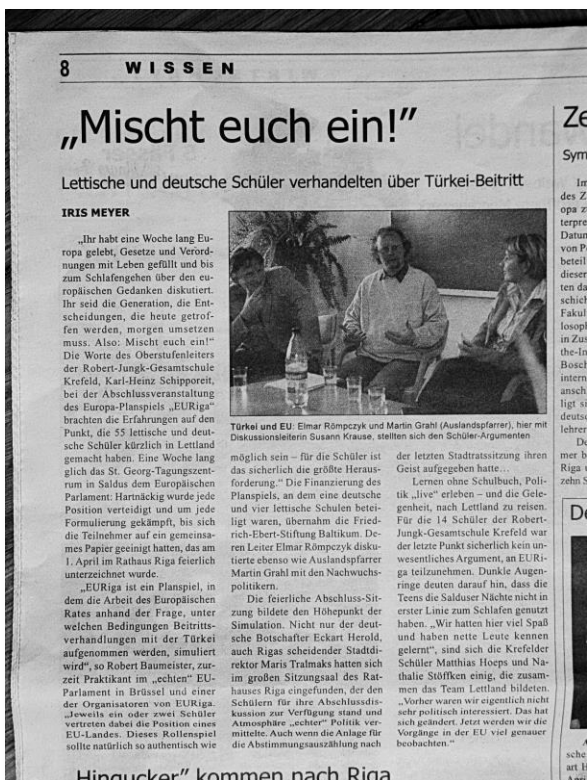 8 WISSEN
„Mischt euch ein!”
Lettische und deutsche Schüler verhandelten über Türkei-Beitritt
IRIS MEYER
„Ihr habt eine Woche lang Eu-
ropa gelebt, Gesetze und Verord-
nungen mit Leben gefüllt und bis
zum Schlafengehen über den eu-
ropäischen Gedanken diskutiert.
Ihr seid die Generation, die Ent-
scheidungen, die heute getrof-
fen werden, morgen umsetzen
muss. Also: Mischt euch ein!“
Die Worte des Oberstufenleiters
der Robert-Jungk-Gesamtschule
Krefeld, Karl-Heinz Schipporeit,
bei der Abschlussveranstaltung
des Europa-Planspiels „EURiga“
brachten die Erfahrungen auf den
Punkt, die 55 lettische und deut-
sche Schüler kürzlich in Lettland
gemacht haben. Eine Woche lang
glich das St. Georg-Tagungszent-
rum in Saldus dem Europäischen
Parlament: Hartnäckig wurde jede
Position verteidigt und um jede
Formulierung gekämpft, bis sich
die Teilnehmer auf ein gemeinsa-
mes Papier geeinigt hatten, das am
1. April im Rathaus Riga feierlich
unterzeichnet wurde.
„EURiga ist ein Planspiel, in
dem die Arbeit des Europäischen
Rates anhand der Frage, unter
welchen Bedingungen Beitritts-
verhandlungen mit der Türkei
aufgenommen werden, simuliert
wird“, so Robert Baumeister, zur-
zeit Praktikant im „echten“ EU-
Parlament in Brüssel und einer
der Organisatoren von EURiga.
„Jeweils ein oder zwei Schüler
vertreten dabei die Position eines
EU-Landes. Dieses Rollenspiel
sollte natürlich so authentisch wie
Türkei und EU: Elmar Römpczyk und Martin Grahl (Auslandspfarrer), hier mit
Diskussionsleiterin Susann Krause, stellten sich den Schüler-Argumenten
möglich sein – für die Schüler ist
das sicherlich die größte Heraus-
forderung.“ Die Finanzierung des
Planspiels, an dem eine deutsche
und vier lettische Schulen betei-
ligt waren, übernahm die Fried-
rich-Ebert-Stiftung Baltikum. De-
ren Leiter Elmar Römpczyk disku-
tierte ebenso wie Auslandspfarrer
Martin Grahl mit den Nachwuchs-
politikern.
Die feierliche Abschluss-Sit-
zung bildete den Höhepunkt der
Simulation. Nicht nur der deut-
sche Botschafter Eckart Herold,
auch Rigas scheidender Stadtdi-
rektor Maris Tralmaks hatten sich
im großen Sitzungsaal des Rat-
hauses Riga eingefunden, der den
Schülern für ihre Abschlussdis-
kussion zur Verfügung stand und
Atmosphäre „echter“ Politik ver-
mittelte. Auch wenn die Anlage für
die Abstimmungsauszählung nach
der letzten Stadtratssitzung ihren
Geist aufgegeben hatte…
Lernen ohne Schulbuch, Poli-
tik „live“ erleben – und die Gele-
genheit, nach Lettland zu reisen.
Für die 14 Schüler der Robert-
Jungk-Gesamtschule Krefeld war
der letzte Punkt sicherlich kein un-
wesentliches Argument, an EURi-
ga teilzunehmen. Dunkle Augen-
ringe deuten darauf hin, dass die
Teens die Salduser Nächte nicht in
erster Linie zum Schlafen genutzt
haben. „Wir hatten hier viel Spaß
und haben nette Leute kennen
gelernt“, sind sich die Krefelder
Schüler Matthias Hoeps und Na-
thalie Stöffken einig, die zusam-
men das Team Lettland bildeten.
„Vorher waren wir eigentlich nicht
sehr politisch interessiert. Das hat
sich geändert. Jetzt werden wir die
Vorgänge in der EU viel genauer
beobachten.“
Hingucker” kommen nach Riga